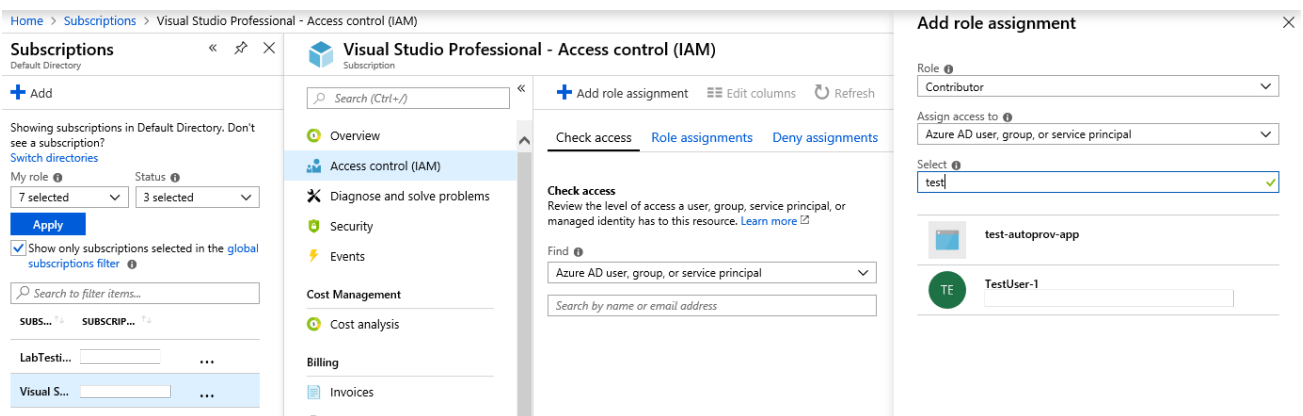 Home > Subscriptions > Visual Studio Professional - Access control (IAM)
Subscriptions
Default Directory
Add
Showing subscriptions in Default Directory. Don't
see a subscription?
Switch directories
My role
Status
7 selected
3 selected
Apply
Show only subscriptions selected in the global
subscriptions filter
Search to filter items...
SUBS...
SUBSCRIP...
LabTesti...
...
Visual S...
...
Visual Studio Professional - Access control (IAM)
Subscription
Search (Ctrl+/)
Overview
Access control (IAM)
Diagnose and solve problems
Security
Events
Cost Management
Cost analysis
Billing
Invoices
Add role assignment
Edit columns
Refresh
Check access
Role assignments
Deny assignments
Check access
Review the level of access a user, group, service principal, or
managed identity has to this resource. Learn more
Find
Azure AD user, group, or service principal
Search by name or email address
Add role assignment
Role
Contributor
Assign access to
Azure AD user, group, or service principal
Select
test
test-autoprov-app
TE
TestUser-1